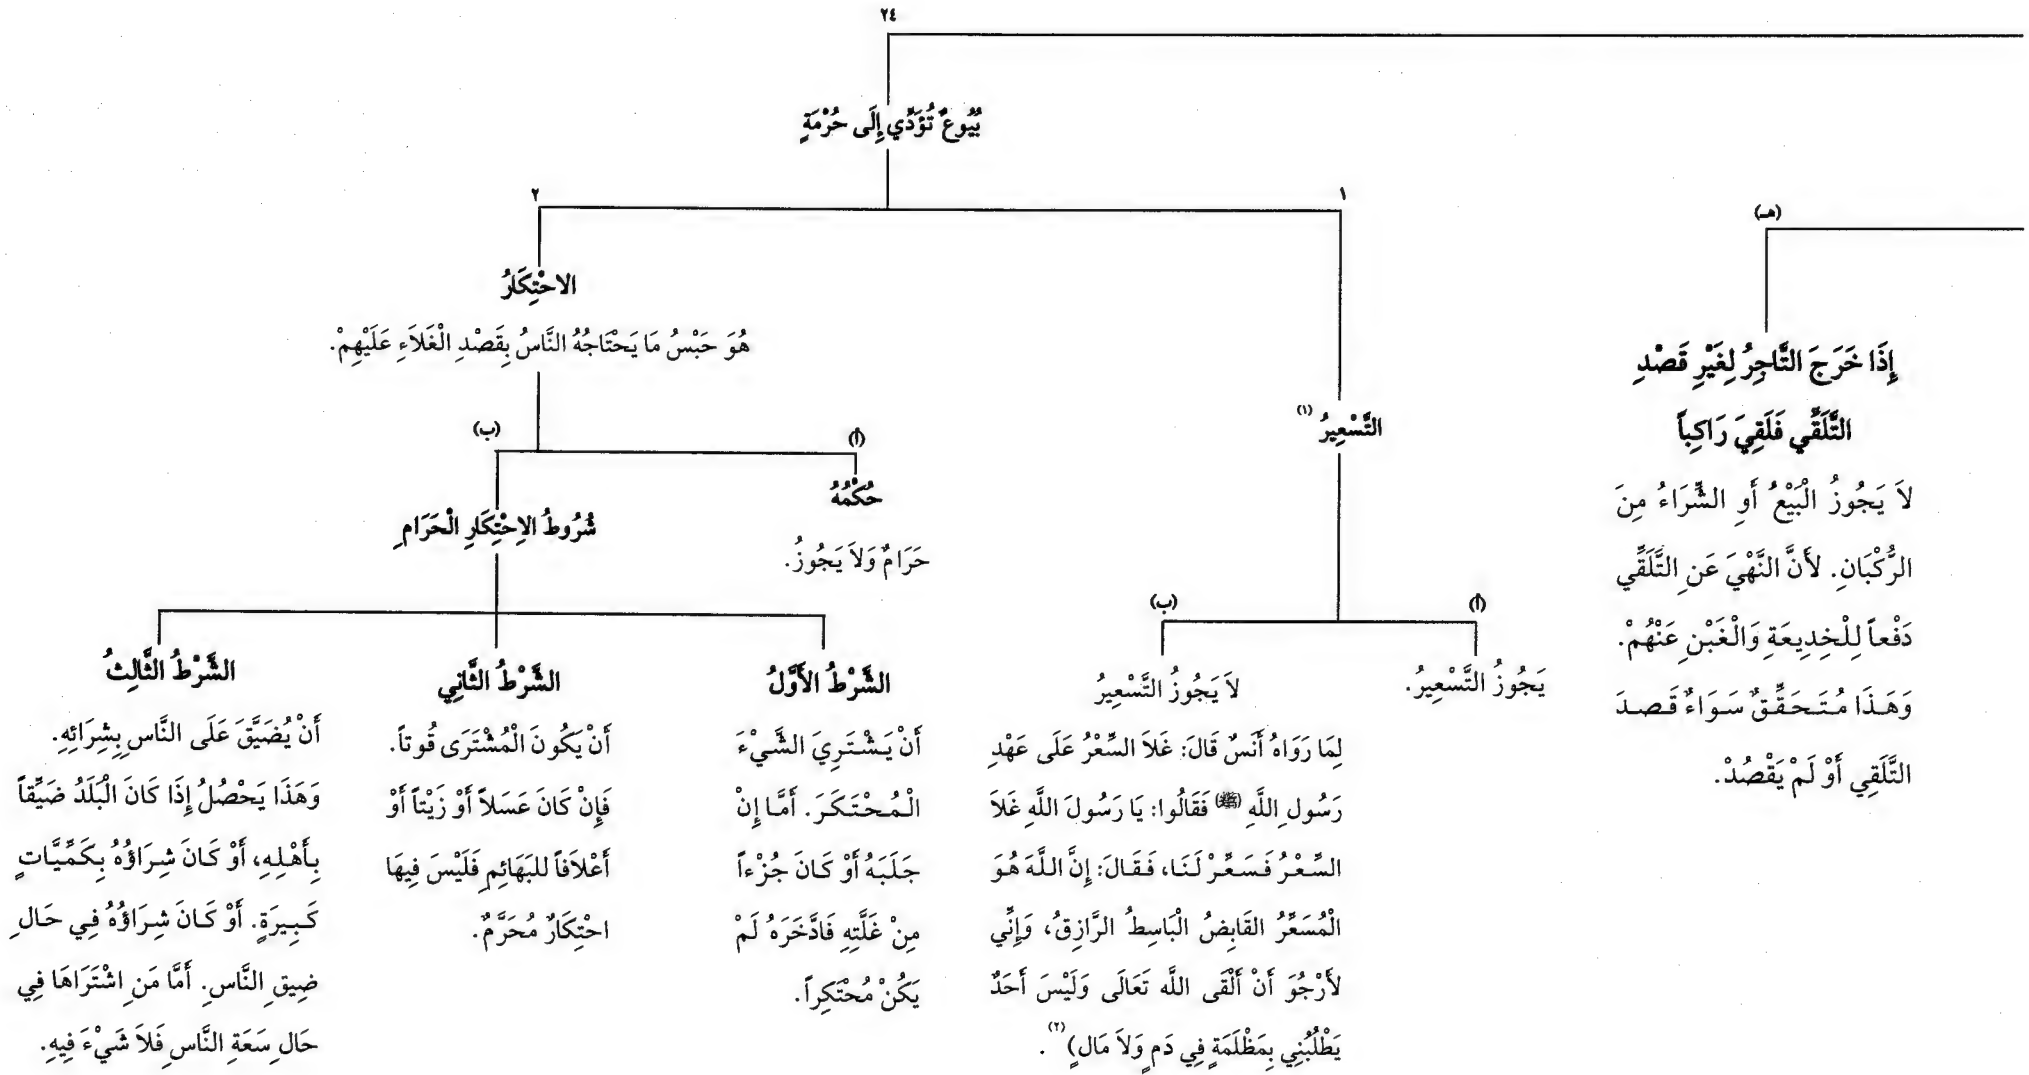 ٢٤
بُيُوعٌ تُؤَدِّي إِلَى حُرْمَةٍ
(هـ)
إِذَا خَرَجَ التَّاجِرُ لِغَيْرِ قَصْدِ
التَّلَقِّي فَلَقِيَ رَاكِباً
لاَ يَجُوزُ الْبَيْعُ أَوِ الشِّرَاءُ مِنَ
الرُّكْبَانِ. لأَنَّ النَّهْيَ عَنِ التَّلَقِّي
دَفْعاً لِلْخِدِيعَةِ وَالْغَبْنِ عَنْهُمْ.
وَهَذَا مُتَحَقِّقٌ سَوَاءٌ قَصَدَ
التَّلَقِي أَوْ لَمْ يَقْصُدْ.
١
التَّسْعِيرُ (١)
(أ)
يَجُوزُ التَّسْعِيرُ.
(ب)
لاَ يَجُوزُ التَّسْعِيرُ
لِمَا رَوَاهُ أَنَسٌ قَالَ: غَلاَ السِّعْرُ عَلَى عَهْدِ
رَسُولِ اللَّهِ (ﷺ) فَقَالُوا: يَا رَسُولَ اللَّهِ غَلاَ
السِّعْرُ فَسَعِّرْ لَنَا، فَقَالَ: إِنَّ اللَّهَ هُوَ
الْمُسَعِّرُ القَابِضُ الْبَاسِطُ الرَّازِقُ، وَإِنِّي
لأَرْجُوَ أَنْ أَلْقَى اللَّه تَعَالَى وَلَيْسَ أَحَدٌ
يَطْلُبُنِي بِمَظْلَمَةٍ فِي دَمٍ وَلاَ مَالٍ) (٢).
٢
الاحْتِكَارُ
هُوَ حَبْسُ مَا يَحْتَاجُهُ النَّاسُ بِقَصْدِ الْغَلاَءِ عَلَيْهِمْ.
(أ)
حُكْمُهُ
حَرَامٌ وَلاَ يَجُوزُ.
(ب)
شُرُوطُ الاِحْتِكَارِ الْحَرَامِ
الشَّرْطُ الأَوَّلُ
أَنْ يَشْتَرِيَ الشَّيْءَ
الْمُحْتَكَرَ. أَمَّا إِنْ
جَلَبَهُ أَوْ كَانَ جُزْءاً
مِنْ غَلَّتِهِ فَادَّخَرَهُ لَمْ
يَكُنْ مُحْتَكِراً.
الشَّرْطُ الثَّانِي
أَنْ يَكُونَ الْمُشْتَرَى قُوتاً.
فَإِنْ كَانَ عَسَلاً أَوْ زَيْتاً أَوْ
أَعْلاَفاً للبَهَائِمِ فَلَيْسَ فِيهَا
احْتِكَارٌ مُحَرَّمٌ.
الشَّرْطُ الثَّالِثُ
أَنْ يُضَيَّقَ عَلَى النَّاسِ بِشِرَائِهِ.
وَهَذَا يَحْصُلُ إِذَا كَانَ الْبَلَدُ ضَيِّقاً
بِأَهْلِهِ، أَوْ كَانَ شِرَاؤُهُ بِكَمِّيَّاتٍ
كَبِيرَةٍ. أَوْ كَانَ شِرَاؤُهُ فِي حَالِ
ضِيقِ النَّاسِ. أَمَّا مَنِ اشْتَرَاهَا فِي
حَالِ سَعَةِ النَّاسِ فَلاَ شَيْءَ فِيهِ.